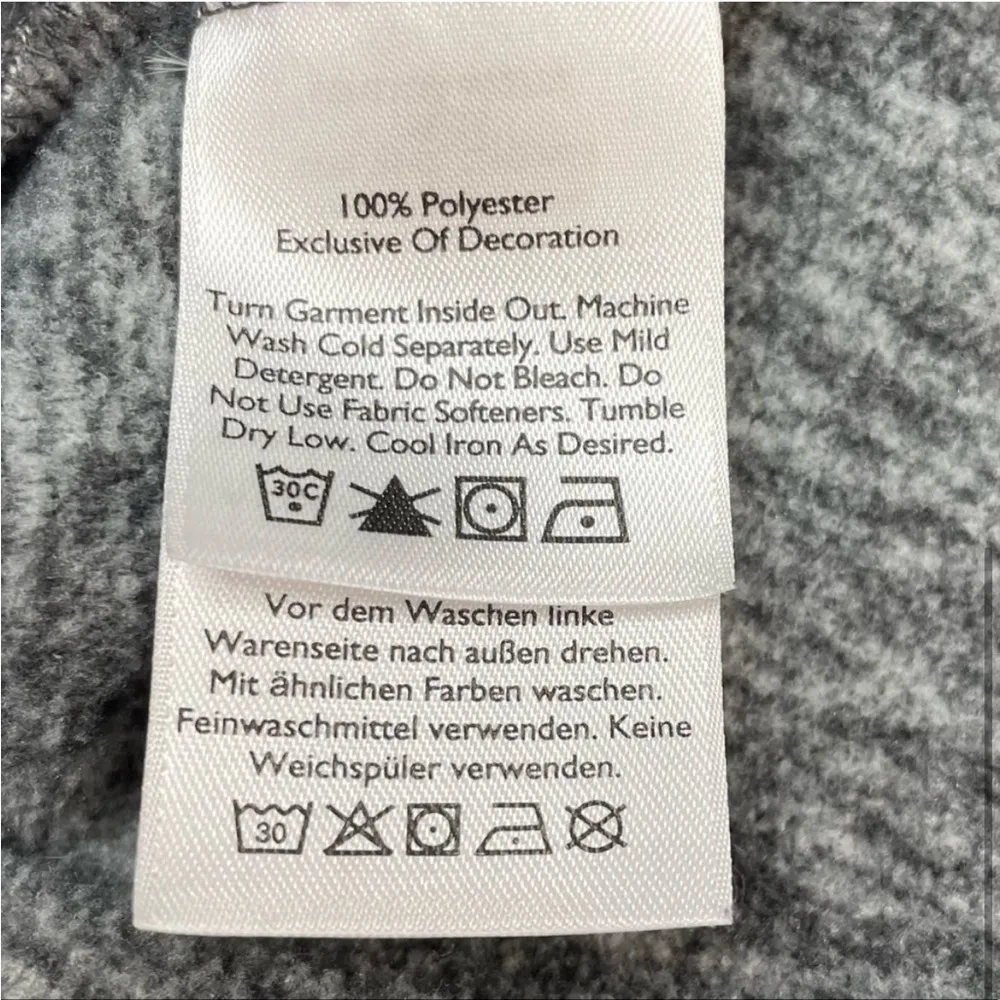 100% Polyester
Exclusive Of Decoration
Turn Garment Inside Out. Machine
Wash Cold Separately. Use Mild
Detergent. Do Not Bleach. Do
Not Use Fabric Softeners. Tumble
Dry Low. Cool Iron As Desired.
30C
Vor dem Waschen linke
Warenseite nach außen drehen.
Mit ähnlichen Farben waschen.
Feinwaschmittel verwenden. Keine
Weichspüler verwenden.
30